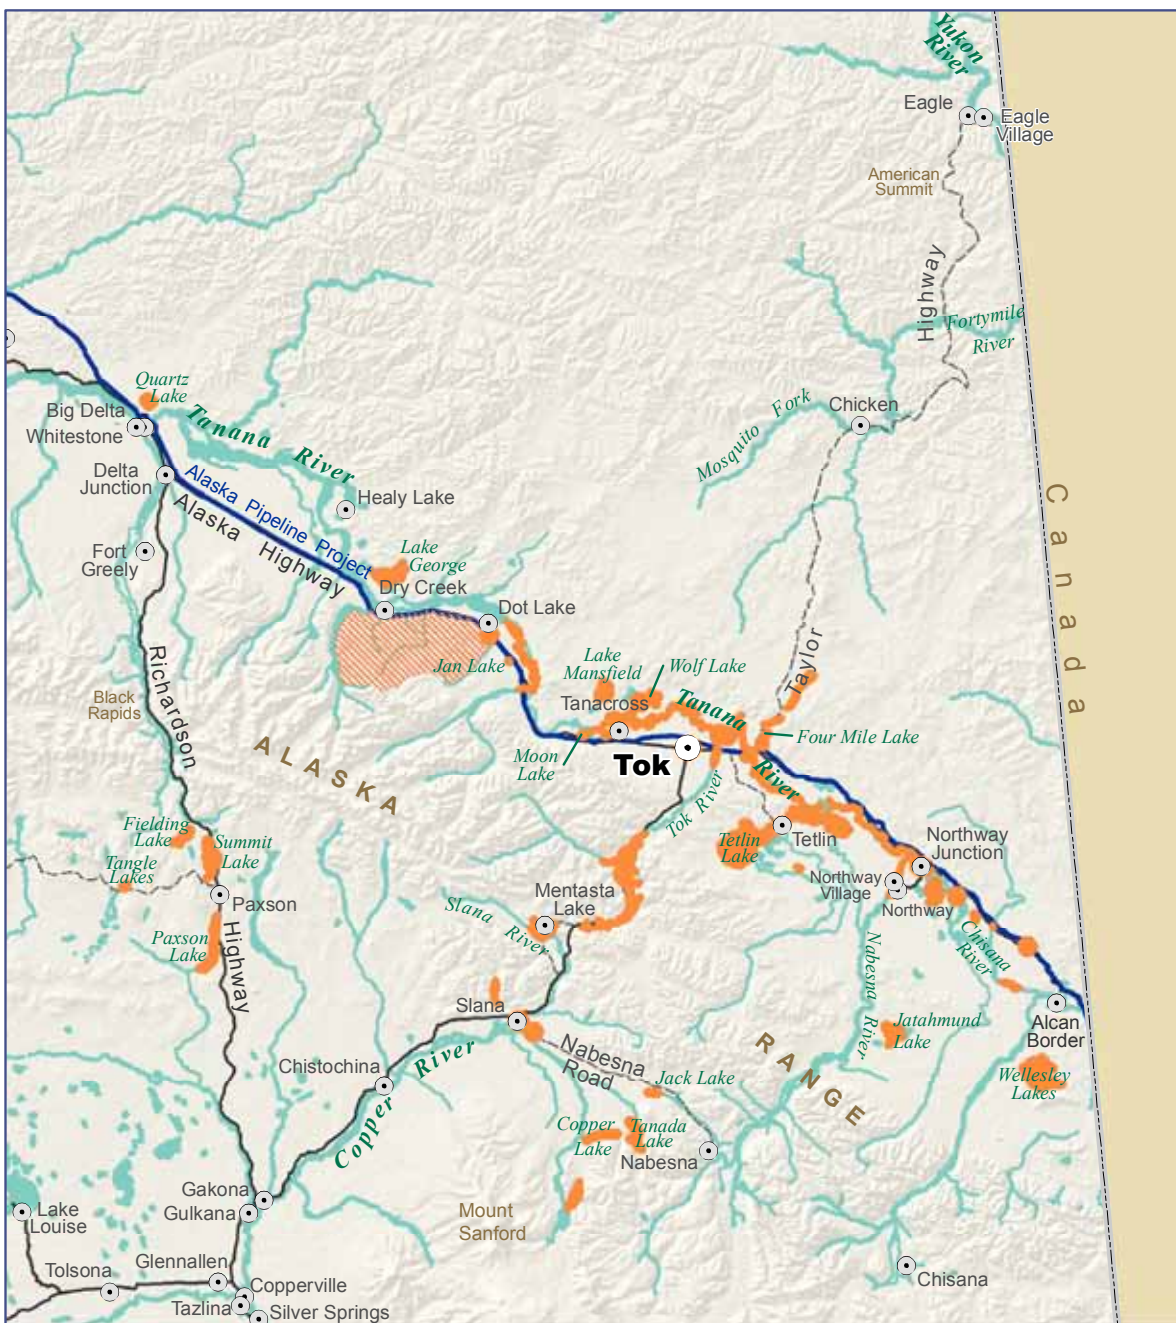 Yukon
River
Eagle
Eagle
Village
American
Summit
Highway
Fortymile
River
Quartz
Lake
Big Delta
Whitestone
Tanana River
Mosquito Fork
Chicken
Delta
Junction
Alaska Pipeline Project
Alaska Highway
Healy Lake
Canada
Fort
Greely
Lake
George
Dry Creek
Dot Lake
Richardson
Jan Lake
Lake
Mansfield
Wolf Lake
Taylor
Black
Rapids
Tanacross
Tanana
River
Four Mile Lake
ALASKA
Moon
Lake
Tok
Tok River
Fielding
Lake
Summit
Lake
Tangle
Lakes
Tetlin
Lake
Tetlin
Northway
Junction
Northway
Village
Northway
Paxson
Mentasta
Lake
Slana
River
Paxson
Lake
Highway
Nabesna River
Chisana
River
Slana
Alcan
Border
Jatahmund
Lake
RANGE
Nabesna
Road
Chistochina
Copper River
Jack Lake
Wellesley
Lakes
Copper
Lake
Tanada
Lake
Nabesna
Gakona
Gulkana
Lake
Louise
Mount
Sanford
Glennallen
Tolsona
Copperville
Tazlina
Silver Springs
Chisana